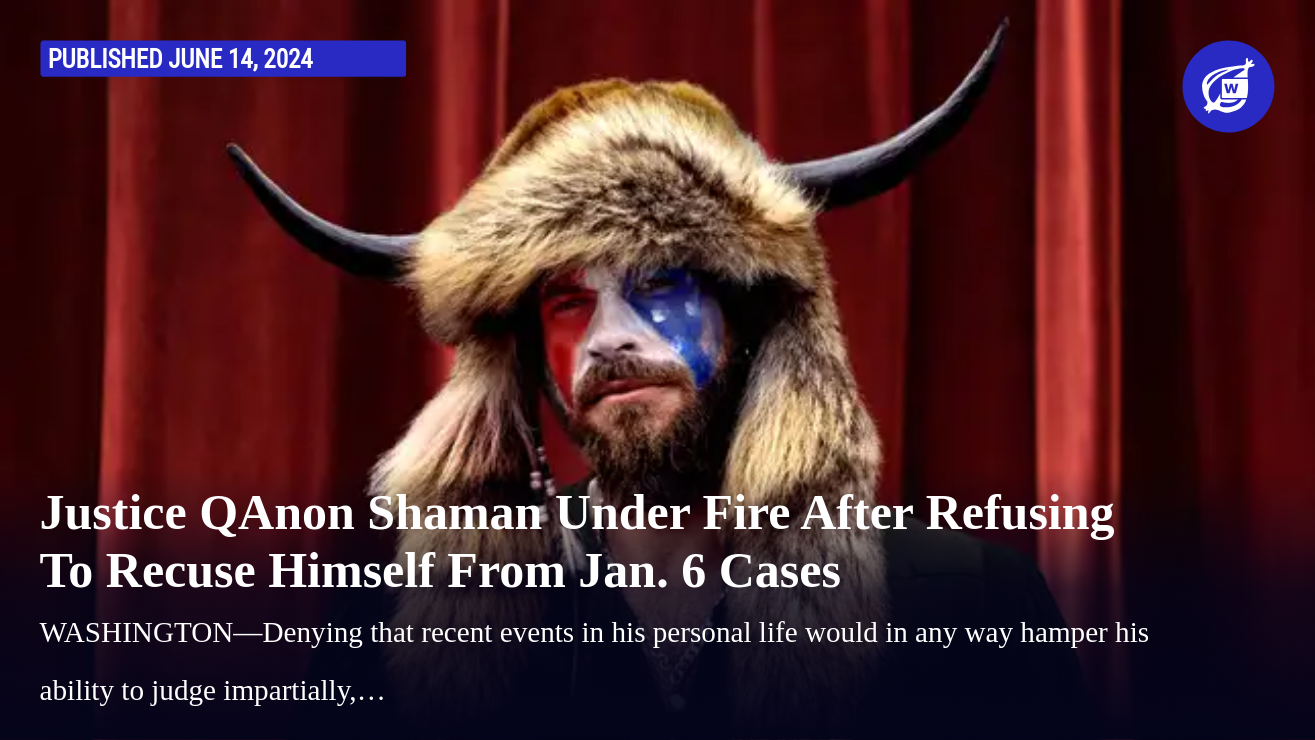 PUBLISHED JUNE 14, 2024
W
Justice QAnon Shaman Under Fire After Refusing
To Recuse Himself From Jan. 6 Cases
WASHINGTON—Denying that recent events in his personal life would in any way hamper his
ability to judge impartially,…